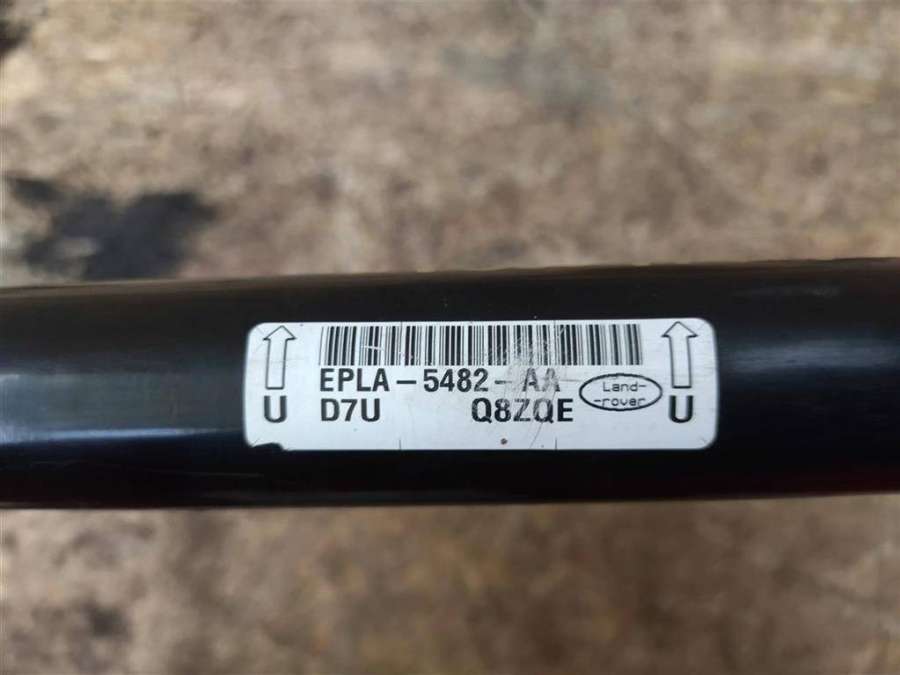 EPLA-5482-AA
D7U Q8ZQE
Land-
-rover
U
U